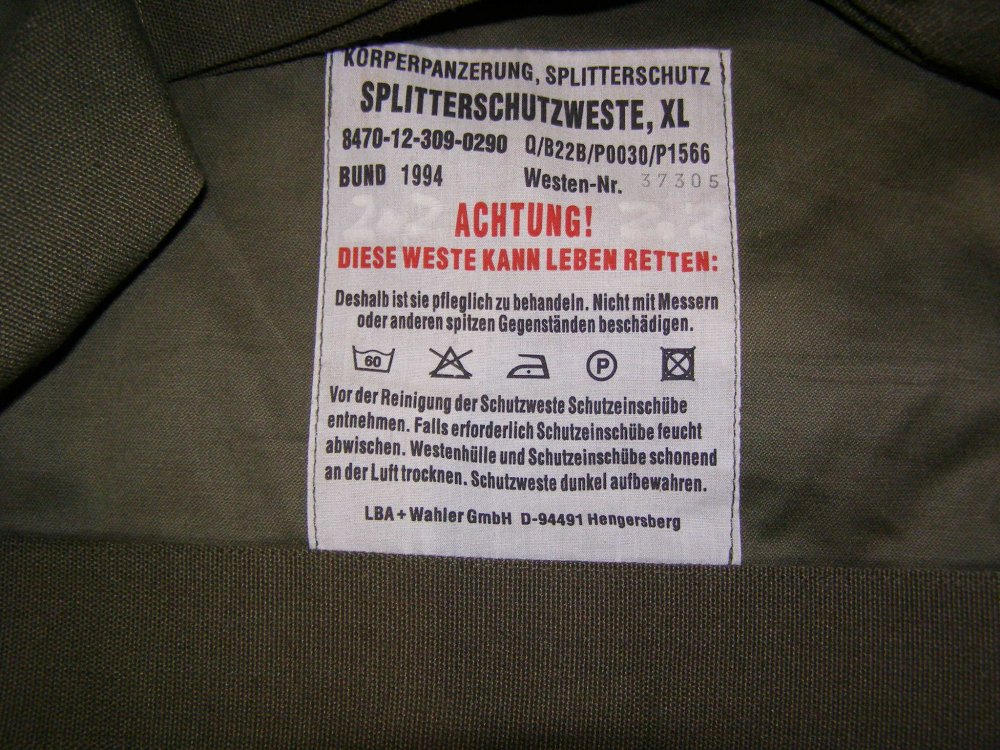 KÖRPERPANZERUNG, SPLITTERSCHUTZ
SPLITTERSCHUTZWESTE, XL
8470-12-309-0290 Q/B22B/P0030/P1566
BUND 1994 Westen-Nr. 37305
ACHTUNG!
DIESE WESTE KANN LEBEN RETTEN:
Deshalb ist sie pfleglich zu behandeln. Nicht mit Messern
oder anderen spitzen Gegenständen beschädigen.
60 P
Vor der Reinigung der Schutzweste Schutzeinschübe
entnehmen. Falls erforderlich Schutzeinschübe feucht
abwischen. Westenhülle und Schutzeinschübe schonend
an der Luft trocknen. Schutzweste dunkel aufbewahren.
LBA+Wahler GmbH D-94491 Hengersberg